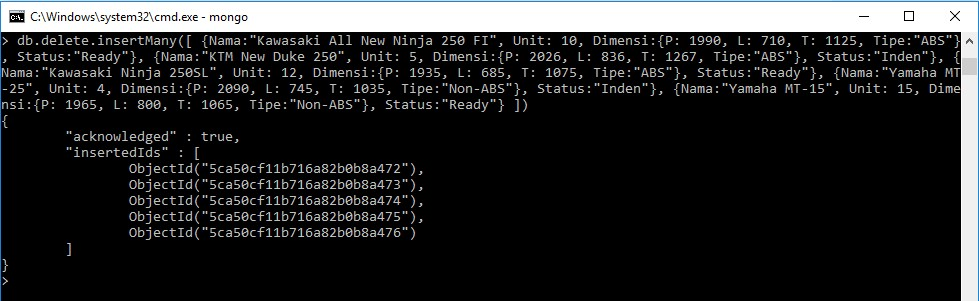 C:\Windows\system32\cmd.exe - mongo
> db.delete.insertMany([ {Nama:"Kawasaki All New Ninja 250 FI", Unit: 10, Dimensi:{P: 1990, L: 710, T: 1125, Tipe:"ABS"}
, Status:"Ready"}, {Nama:"KTM New Duke 250", Unit: 5, Dimensi:{P: 2026, L: 836, T: 1267, Tipe:"ABS"}, Status:"Inden"}, {
Nama:"Kawasaki Ninja 250SL", Unit: 12, Dimensi:{P: 1935, L: 685, T: 1075, Tipe:"ABS"}, Status:"Ready"}, {Nama:"Yamaha MT
-25", Unit: 4, Dimensi:{P: 2090, L: 745, T: 1035, Tipe:"Non-ABS"}, Status:"Inden"}, {Nama:"Yamaha MT-15", Unit: 15, Dime
nsi:{P: 1965, L: 800, T: 1065, Tipe:"Non-ABS"}, Status:"Ready"} ])
{
"acknowledged" : true,
"insertedIds" : [
ObjectId("5ca50cf11b716a82b0b8a472"),
ObjectId("5ca50cf11b716a82b0b8a473"),
ObjectId("5ca50cf11b716a82b0b8a474"),
ObjectId("5ca50cf11b716a82b0b8a475"),
ObjectId("5ca50cf11b716a82b0b8a476")
]
}
>